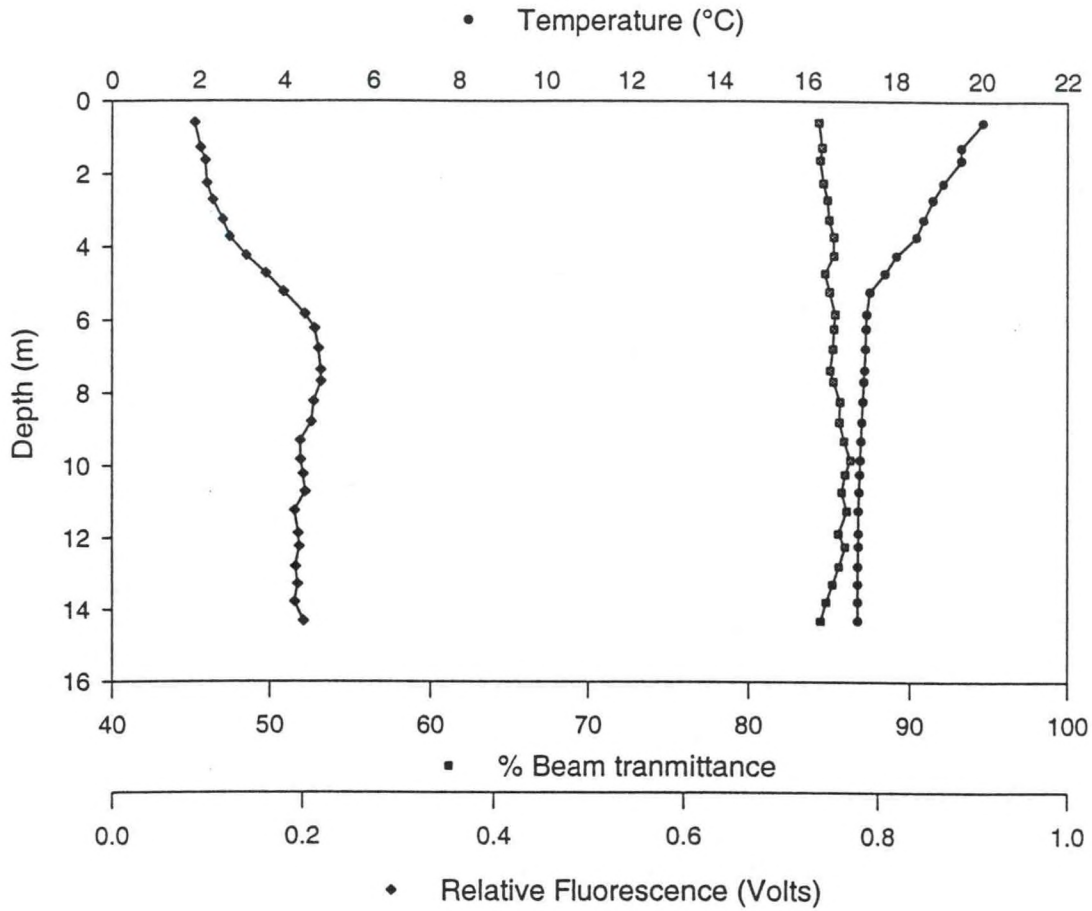 Temperature (°C)
0 2 4 6 8 10 12 14 16 18 20 22
0
2
4
6
8
10
12
14
16
Depth (m)
40 50 60 70 80 90 100
% Beam tranmittance
0.0 0.2 0.4 0.6 0.8 1.0
Relative Fluorescence (Volts)